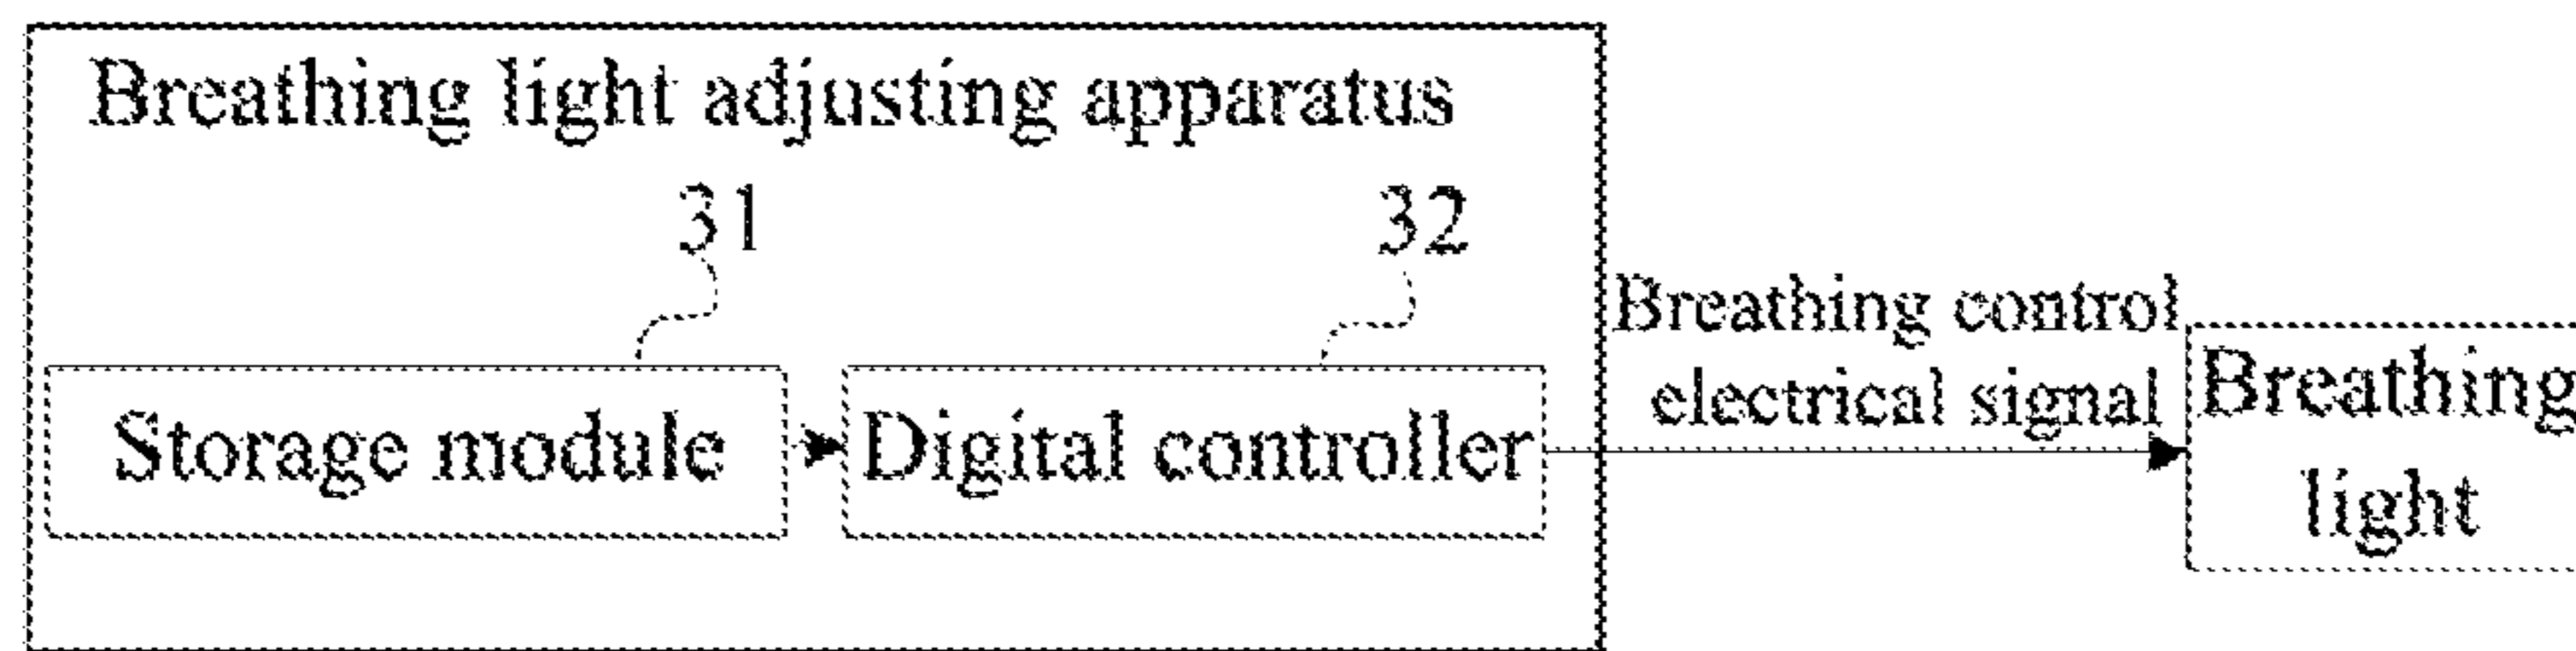 Breathing light adjusting apparatus
31
32
Breathing control
electrical signal
Storage module
Digital controller
Breathing
light